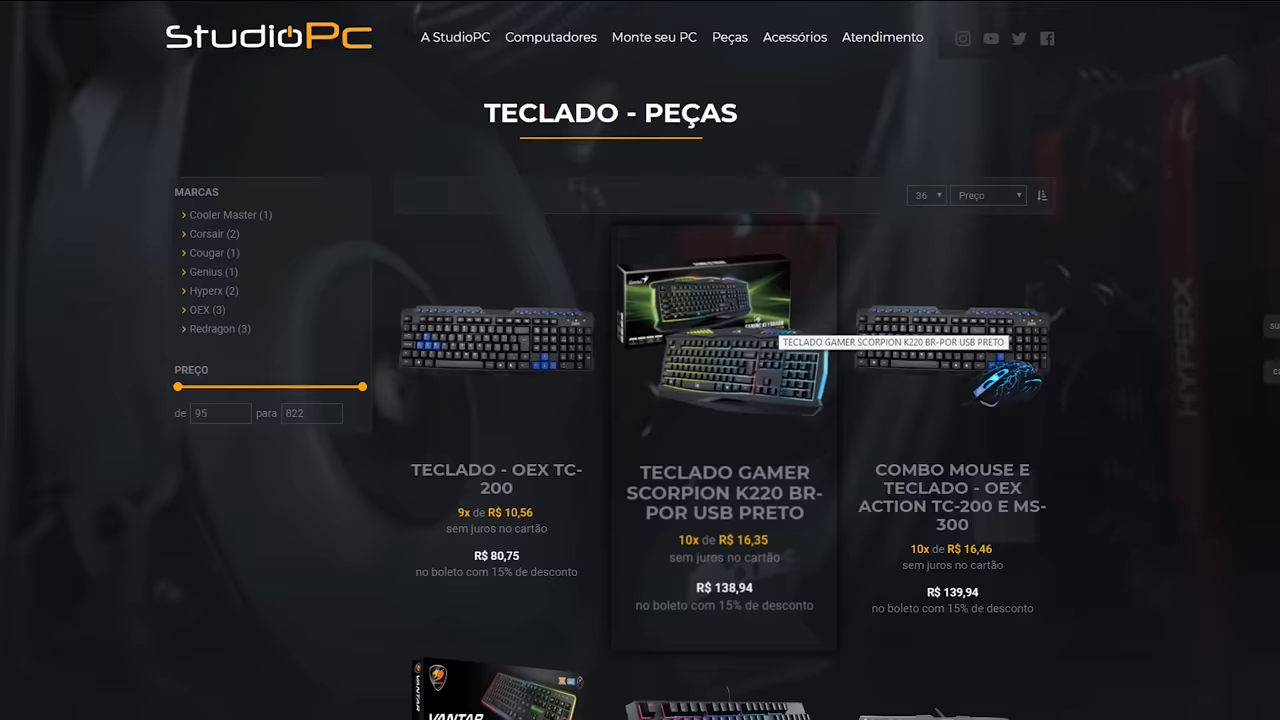 StudioPc
A StudioPC Computadores Monte seu PC Peças Acessórios Atendimento
TECLADO - PEÇAS
MARCAS
Cooler Master (1)
Corsair (2)
Cougar (1)
Genius (1)
Hyperx (2)
OEX (3)
Redragon (3)
PREÇO
de 95 para 822
36 Preço
TECLADO GAMER SCORPION K220 BR-POR USB PRETO
HYPERX
TECLADO - OEX TC-
200
9x de R$ 10,56
sem juros no cartão
R$ 80,75
no boleto com 15% de desconto
TECLADO GAMER
SCORPION K220 BR-
POR USB PRETO
10x de R$ 16,35
sem juros no cartão
R$ 138,94
no boleto com 15% de desconto
COMBO MOUSE E
TECLADO - OEX
ACTION TC-200 E MS-
300
10x de R$ 16,46
sem juros no cartão
R$ 139,94
no boleto com 15% de desconto
VANTAR